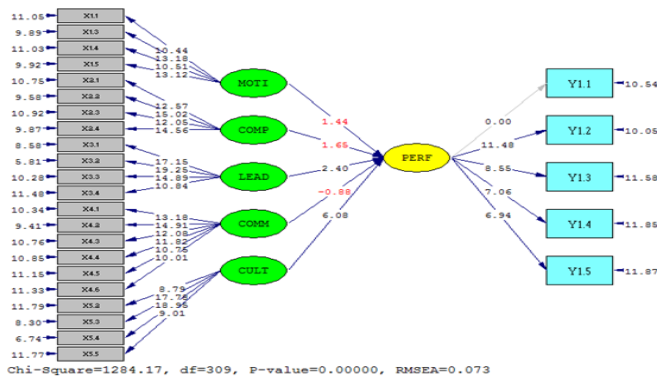 11.05 X1.1
9.89 X1.3
11.03 X1.4
9.92 X1.5
10.75 X2.1
9.58 X2.2
10.92 X2.3
9.87 X2.4
8.58 X3.1
5.81 X3.2
10.28 X3.3
11.48 X3.4
10.34 X4.1
9.41 X4.2
10.76 X4.3
10.85 X4.4
11.15 X4.5
11.33 X4.6
11.79 X5.2
8.30 X5.3
6.74 X5.4
11.77 X5.5
10.44
13.18
10.51
13.12
12.57
15.02
12.05
14.56
17.15
19.25
14.89
10.84
13.18
14.91
12.08
11.82
10.75
10.01
8.79
17.75
18.95
9.01
MOTI
COMP
LEAD
COMM
CULT
1.44
1.65
2.40
-0.88
6.08
PERF
0.00
11.48
8.55
7.06
6.94
Y1.1 10.54
Y1.2 10.05
Y1.3 11.58
Y1.4 11.85
Y1.5 11.87
Chi-Square=1284.17, df=309, P-value=0.00000, RMSEA=0.073